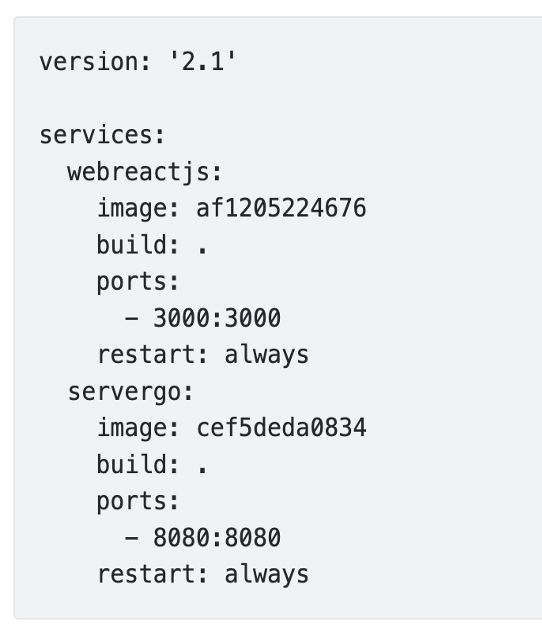 version: '2.1'
services:
webreactjs:
image: af1205224676
build: .
ports:
- 3000:3000
restart: always
servergo:
image: cef5deda0834
build: .
ports:
- 8080:8080
restart: always